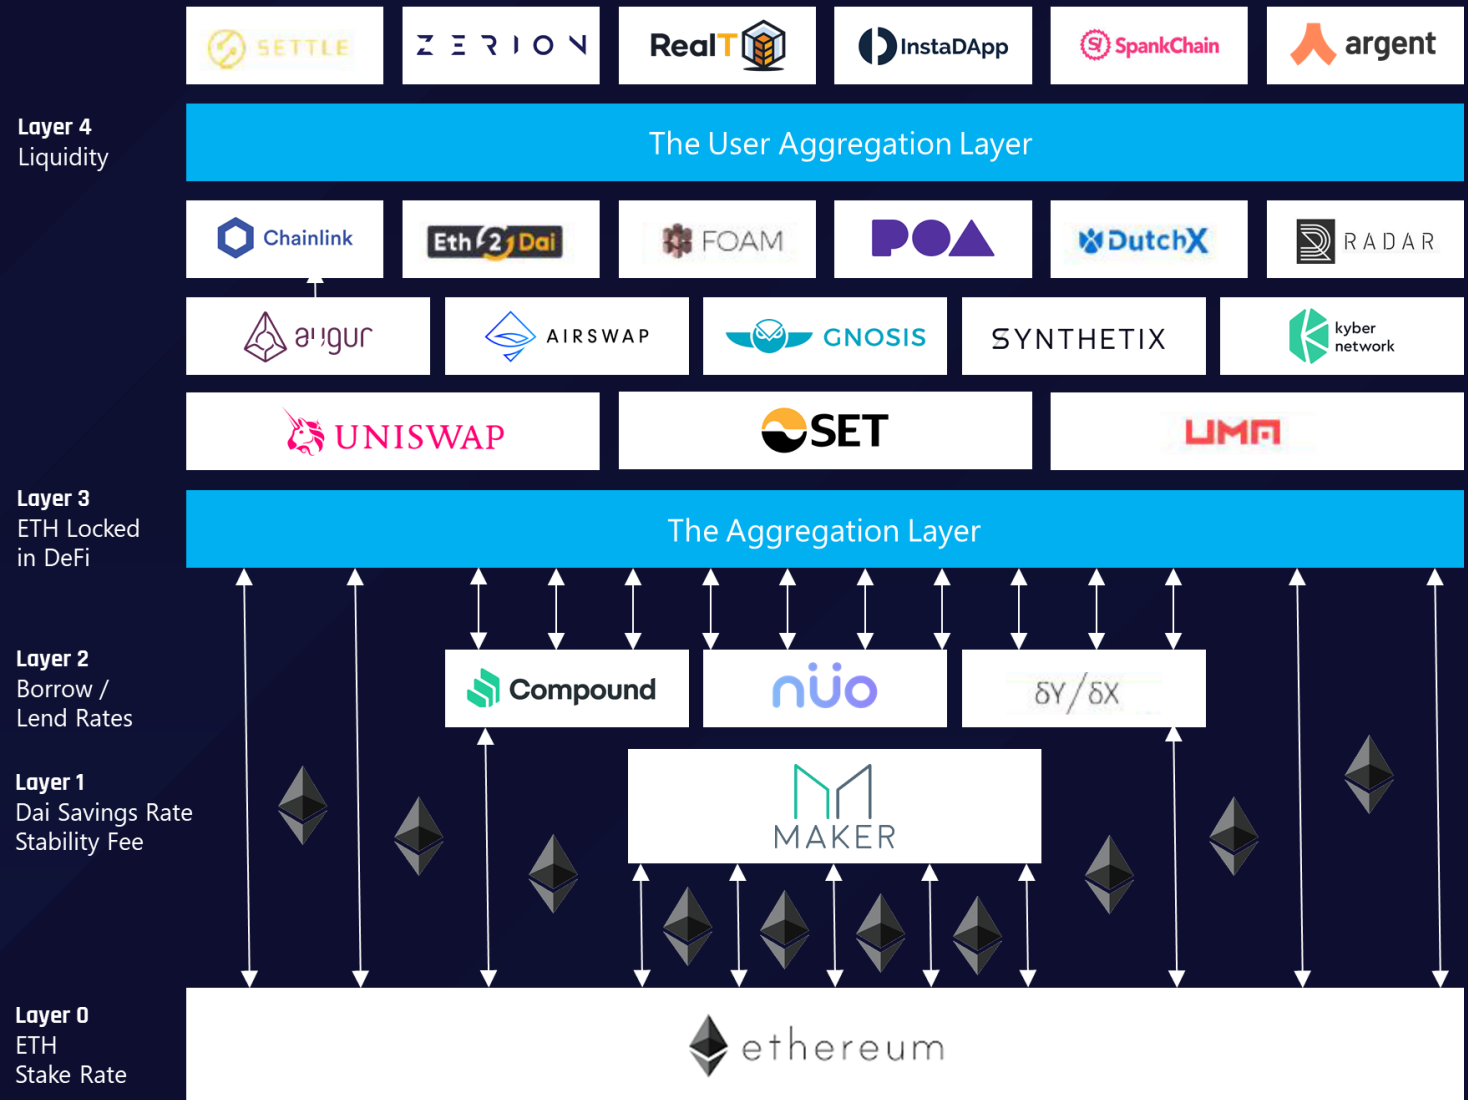 SETTLE
ZERION
RealT
InstaDApp
SpankChain
argent
Layer 4
Liquidity
The User Aggregation Layer
Chainlink
Eth2Dai
FOAM
POA
DutchX
RADAR
augur
AIRSWAP
GNOSIS
SYNTHETIX
kyber
network
UNISWAP
SET
UMA
Layer 3
ETH Locked
in DeFi
The Aggregation Layer
Layer 2
Borrow /
Lend Rates
Compound
nüo
δY/δX
Layer 1
Dai Savings Rate
Stability Fee
MAKER
Layer 0
ETH
Stake Rate
ethereum